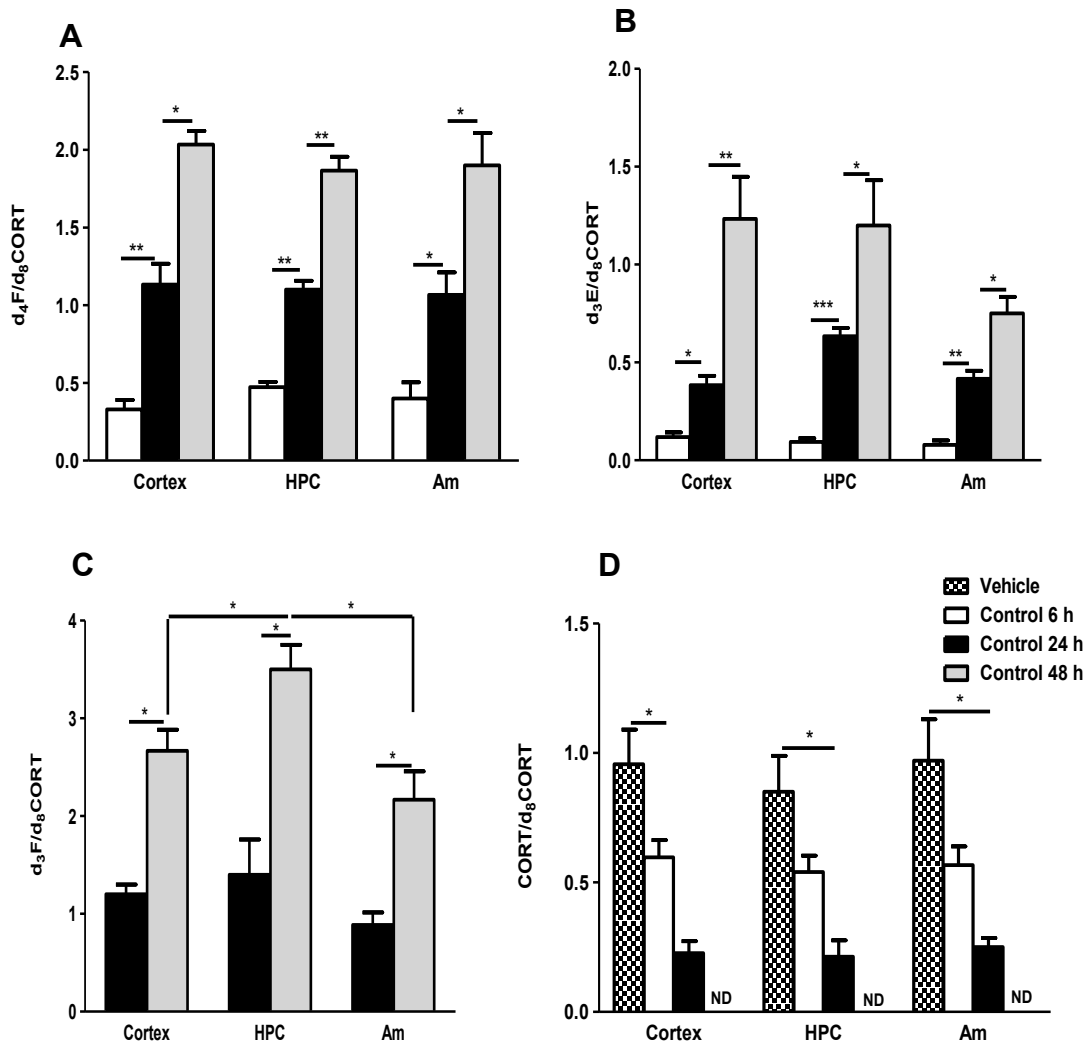 A
d4F/d8CORT
2.5
2.0
1.5
1.0
0.5
0.0
** *
** **
* *
Cortex HPC Am
B
d3E/d8CORT
2.0
1.5
1.0
0.5
0.0
* **
*** *
** *
Cortex HPC Am
C
d3F/d8CORT
4
3
2
1
0
* *
* * *
Cortex HPC Am
D
Vehicle
Control 6 h
Control 24 h
Control 48 h
CORT/d8CORT
1.5
1.0
0.5
0.0
* * *
ND ND ND
Cortex HPC Am